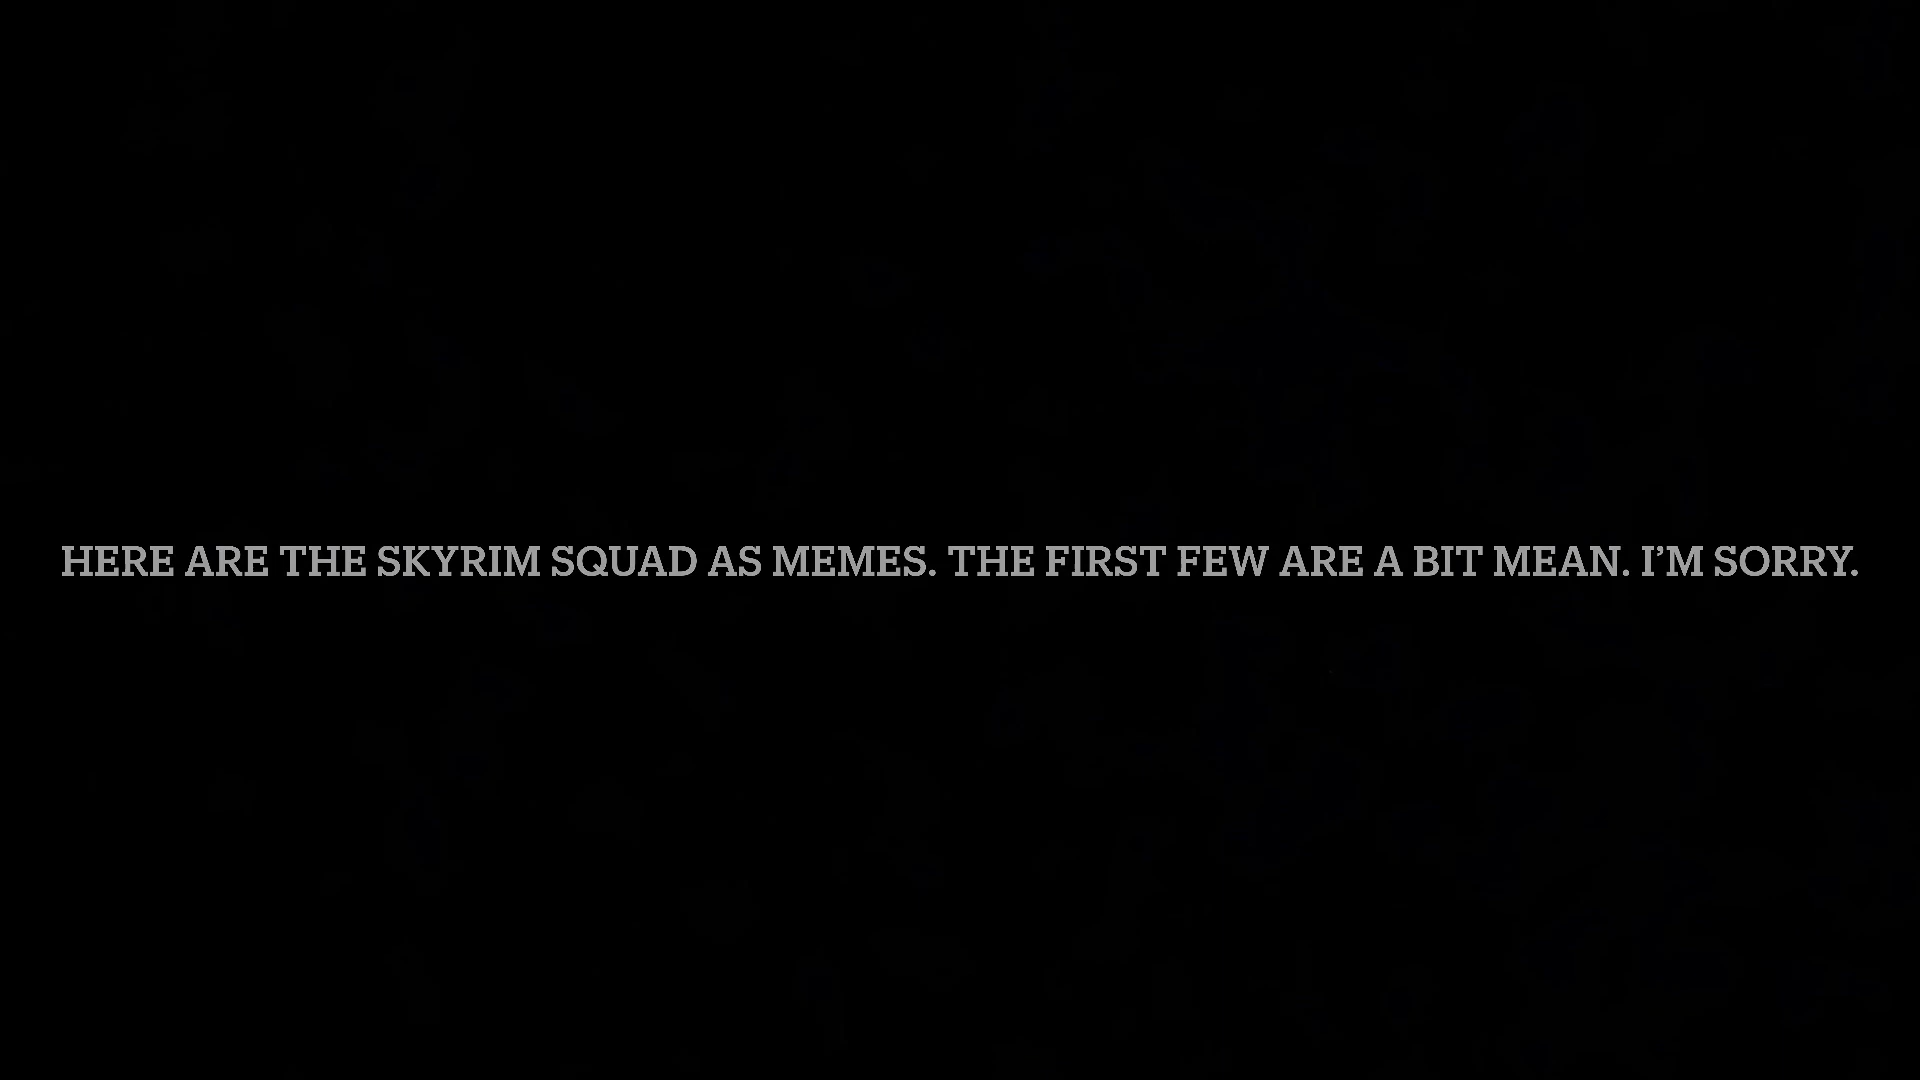 HERE ARE THE SKYRIM SQUAD AS MEMES. THE FIRST FEW ARE A BIT MEAN. I’M SORRY.